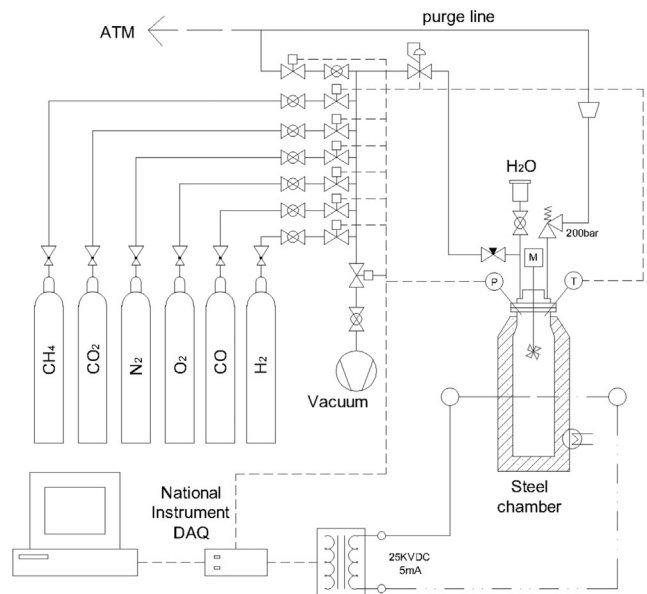 purge line
ATM
H₂O
200bar
M
P
T
CH₄
CO₂
N₂
O₂
CO
H₂
Vacuum
Steel
chamber
National
Instrument
DAQ
25KVDC
5mA